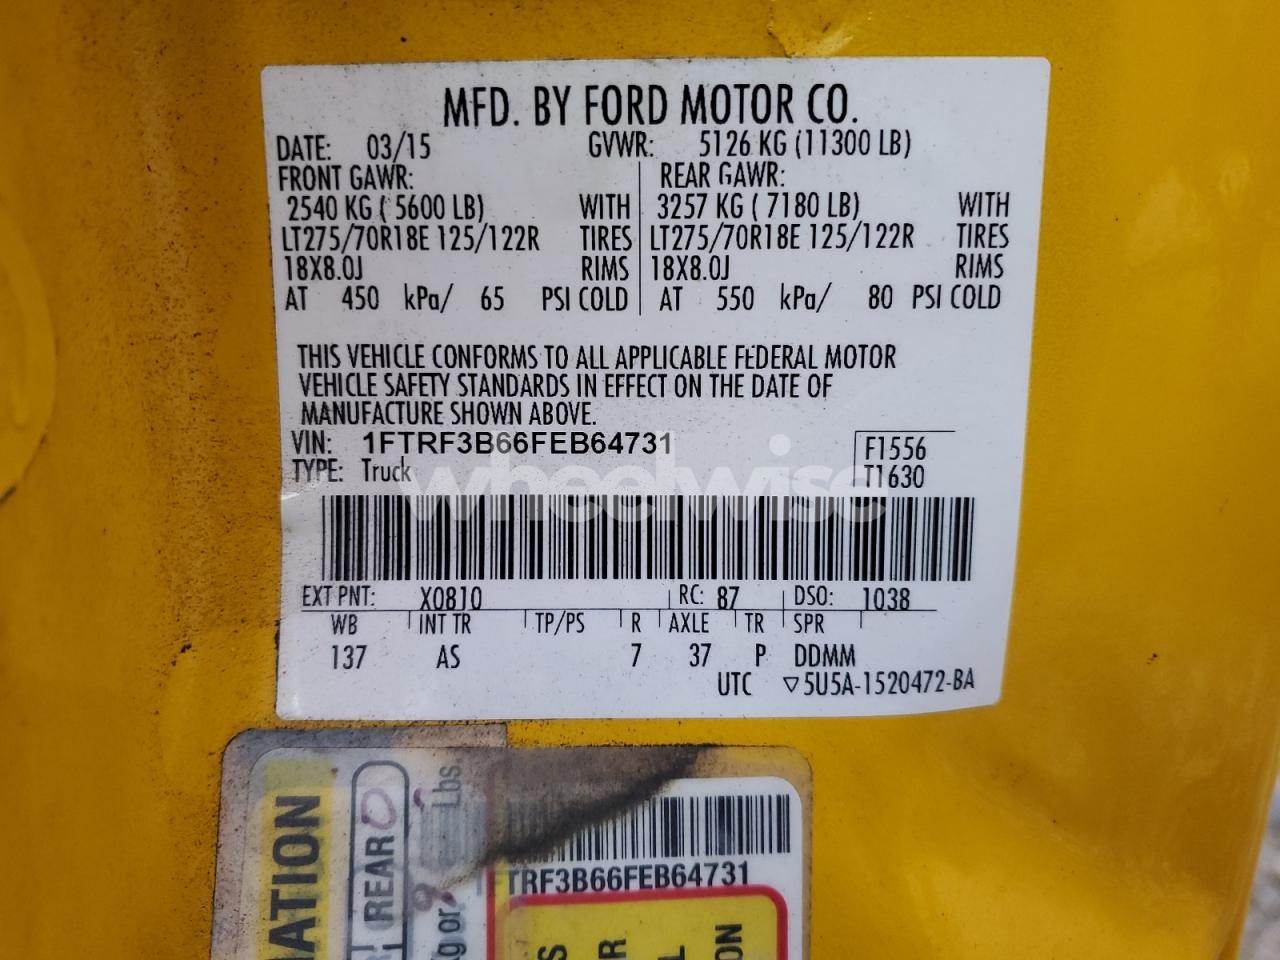 MFD. BY FORD MOTOR CO.
DATE: 03/15 GVWR: 5126 KG (11300 LB)
FRONT GAWR: REAR GAWR:
2540 KG ( 5600 LB) WITH 3257 KG ( 7180 LB) WITH
LT275/70R18E 125/122R TIRES LT275/70R18E 125/122R TIRES
18X8.0J RIMS 18X8.0J RIMS
AT 450 kPa/ 65 PSI COLD AT 550 kPa/ 80 PSI COLD
THIS VEHICLE CONFORMS TO ALL APPLICABLE FEDERAL MOTOR
VEHICLE SAFETY STANDARDS IN EFFECT ON THE DATE OF
MANUFACTURE SHOWN ABOVE.
VIN: 1FTRF3B66FEB64731 F1556
TYPE: Truck T1630
wheelwise
EXT PNT: X0810 RC: 87 DSO: 1038
WB INT TR TP/PS R AXLE TR SPR
137 AS 7 37 P DDMM
UTC ▽5U5A-1520472-BA
Lbs.
REAR 0
Kg or
TRF3B66FEB64731